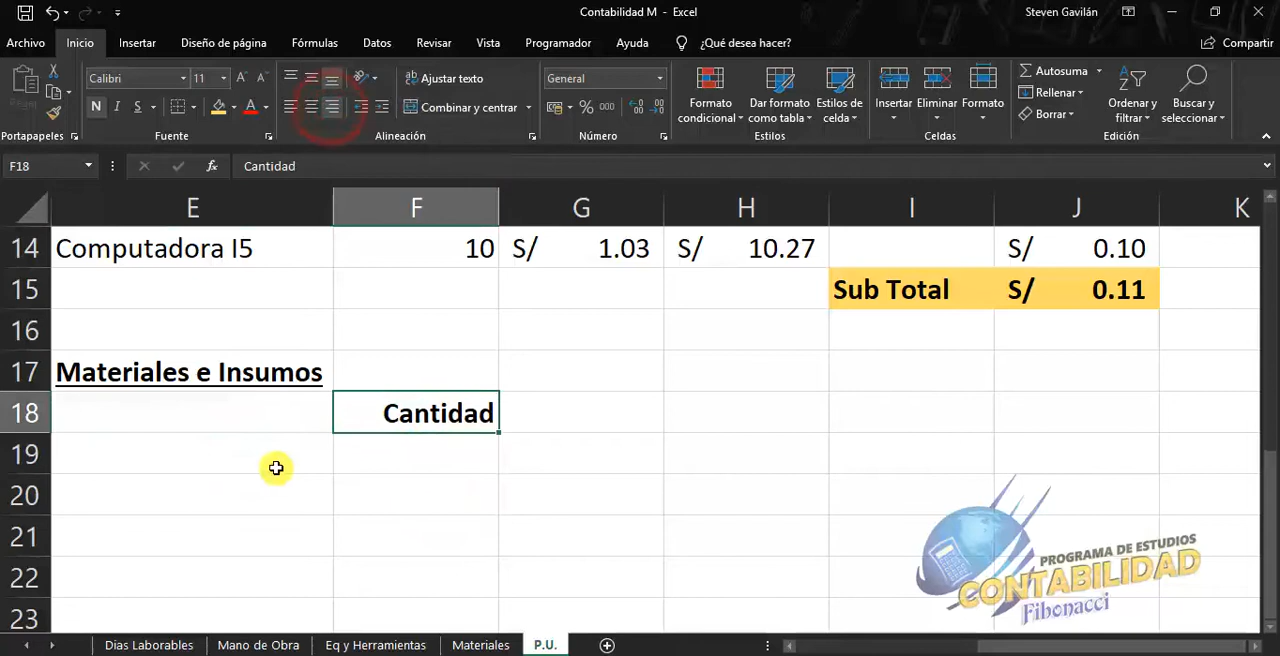 Contabilidad M - Excel
Steven Gavilán
Archivo Inicio Insertar Diseño de página Fórmulas Datos Revisar Vista Programador Ayuda ¿Qué desea hacer? Compartir
Calibri 11
Ajustar texto
General
Autosuma
Rellenar
Borrar
N K S
Combinar y centrar
% 000
Formato condicional
Dar formato como tabla
Estilos de celda
Insertar Eliminar Formato
Ordenar y filtrar
Buscar y seleccionar
Portapapeles Fuente Alineación Número Estilos Celdas Edición
F18 fx Cantidad
E F G H I J K
14 Computadora I5 10 S/ 1.03 S/ 10.27 S/ 0.10
15 Sub Total S/ 0.11
16
17 Materiales e Insumos
18 Cantidad
19
20
21
22
23
PROGRAMA DE ESTUDIOS
CONTABILIDAD
Fibonacci
Dias Laborables Mano de Obra Eq y Herramientas Materiales P.U.